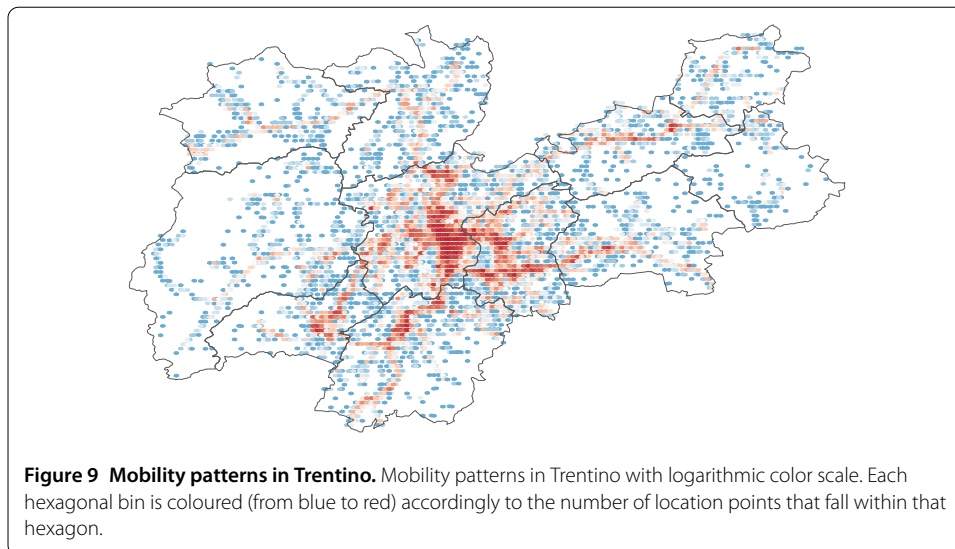 Figure 9 Mobility patterns in Trentino. Mobility patterns in Trentino with logarithmic color scale. Each
hexagonal bin is coloured (from blue to red) accordingly to the number of location points that fall within that
hexagon.